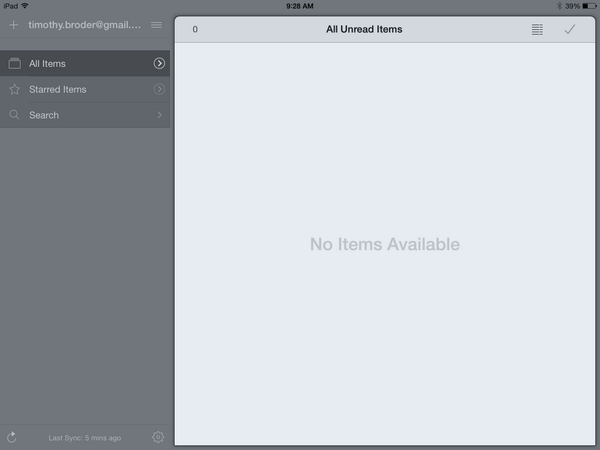 iPad 9:28 AM 39%
timothy.broder@gmail....
0 All Unread Items
All Items
Starred Items
Search
No Items Available
Last Sync: 5 mins ago